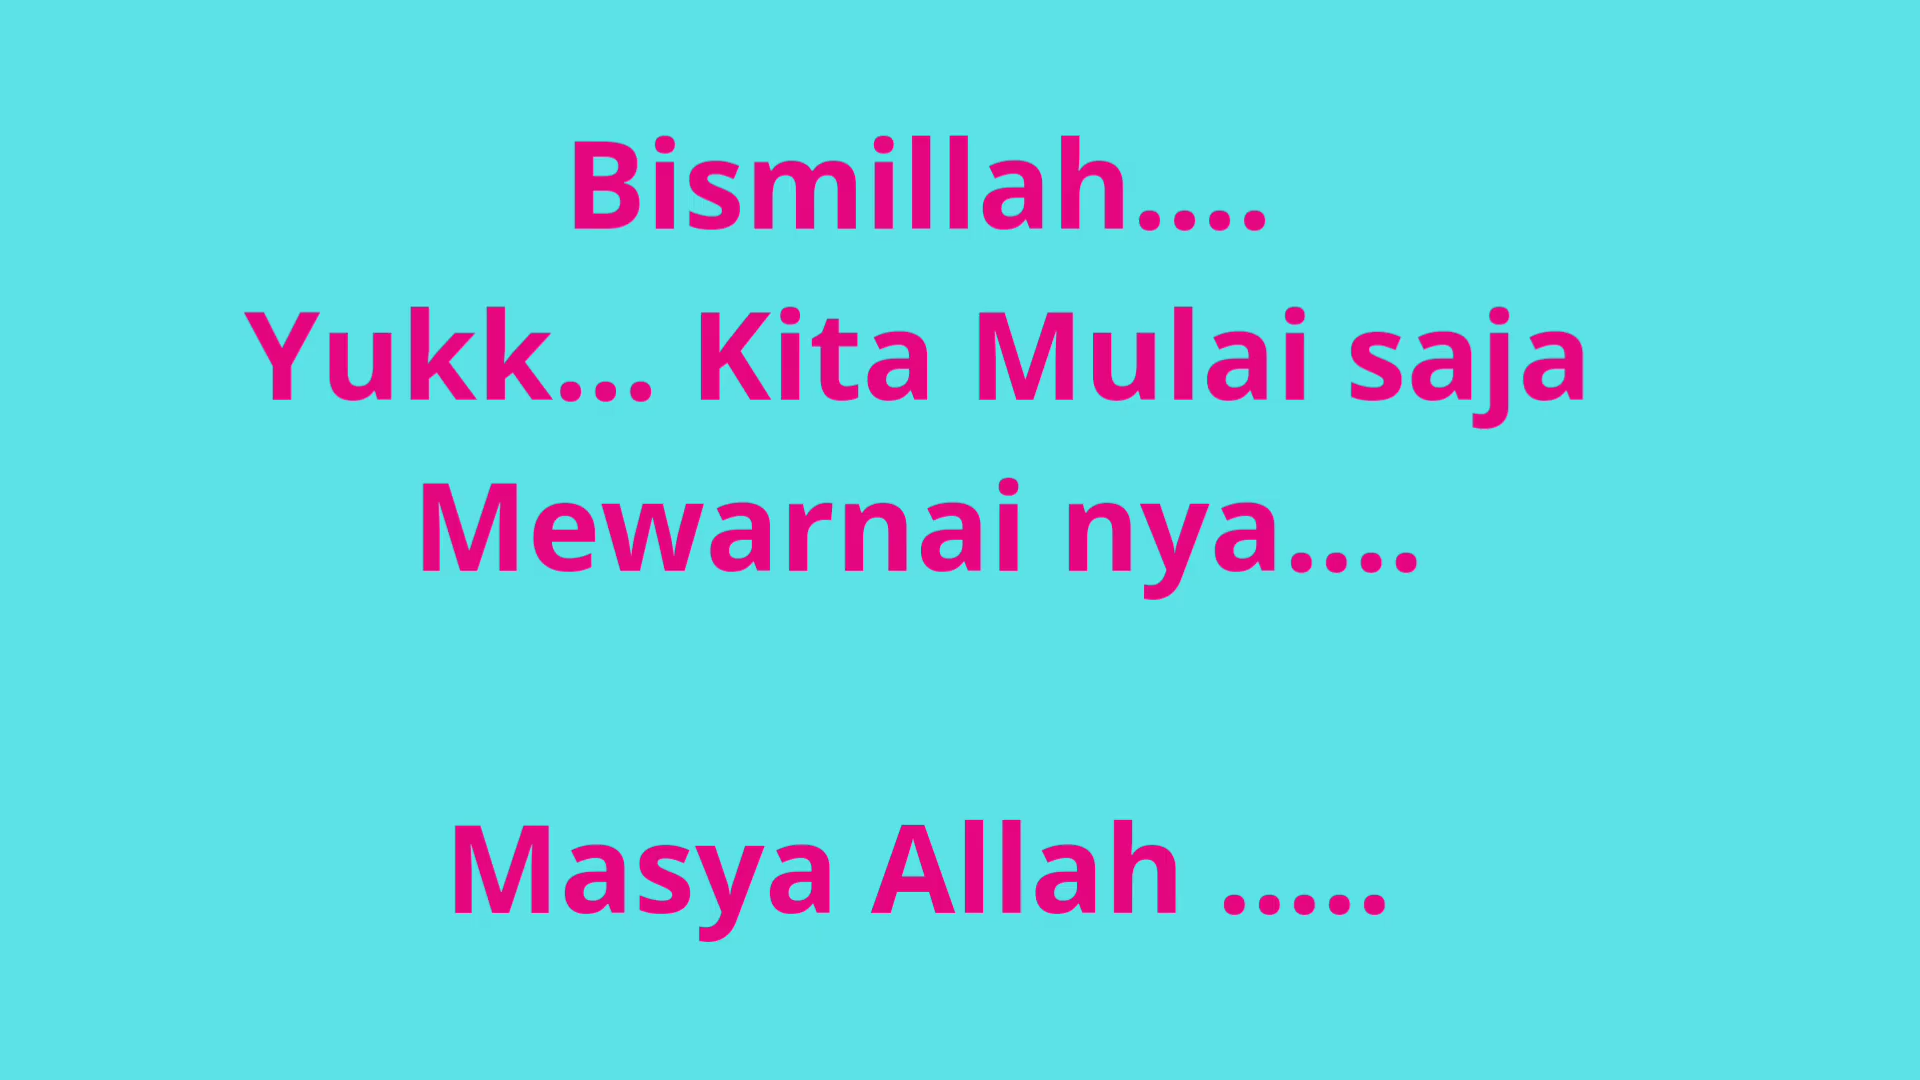 Bismillah....
Yukk... Kita Mulai saja
Mewarnai nya....
Masya Allah .....